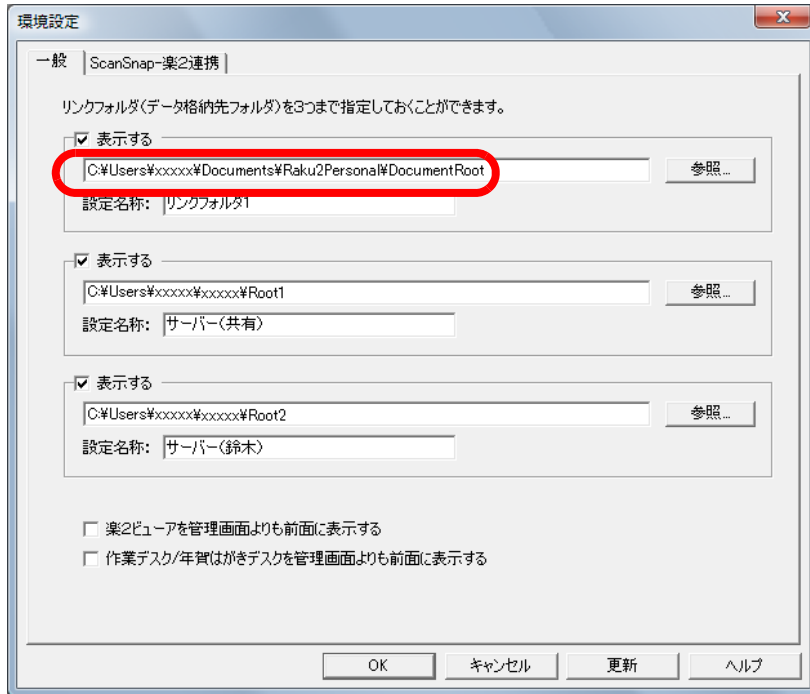 環境設定
一般 ScanSnap-楽2連携
リンクフォルダ(データ格納先フォルダ)を3つまで指定しておくことができます。
表示する
C:¥Users¥xxxxx¥Documents¥Raku2Personal¥DocumentRoot 参照...
設定名称: リンクフォルダ1
表示する
C:¥Users¥xxxxx¥xxxxx¥Root1 参照...
設定名称: サーバー(共有)
表示する
C:¥Users¥xxxxx¥xxxxx¥Root2 参照...
設定名称: サーバー(鈴木)
楽2ビューアを管理画面よりも前面に表示する
作業デスク/年賀はがきデスクを管理画面よりも前面に表示する
OK キャンセル 更新 ヘルプ